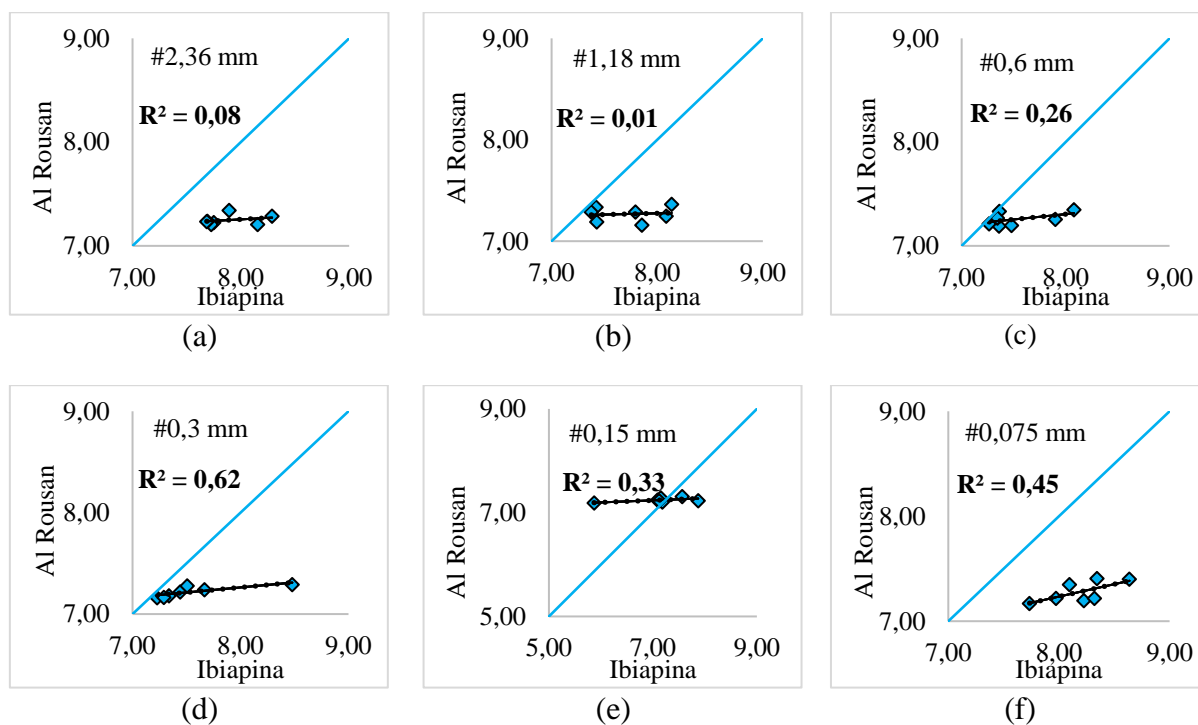 9,00
#2,36 mm
R² = 0,08
8,00
7,00
7,00 8,00 9,00
Al Rousan
Ibiapina
(a)
9,00
#1,18 mm
R² = 0,01
8,00
7,00
7,00 8,00 9,00
Al Rousan
Ibiapina
(b)
9,00
#0,6 mm
R² = 0,26
8,00
7,00
7,00 8,00 9,00
Al Rousan
Ibiapina
(c)
9,00
#0,3 mm
R² = 0,62
8,00
7,00
7,00 8,00 9,00
Al Rousan
Ibiapina
(d)
9,00
#0,15 mm
R² = 0,33
7,00
5,00
5,00 7,00 9,00
Al Rousan
Ibiapina
(e)
9,00
#0,075 mm
R² = 0,45
8,00
7,00
7,00 8,00 9,00
Al Rousan
Ibiapina
(f)